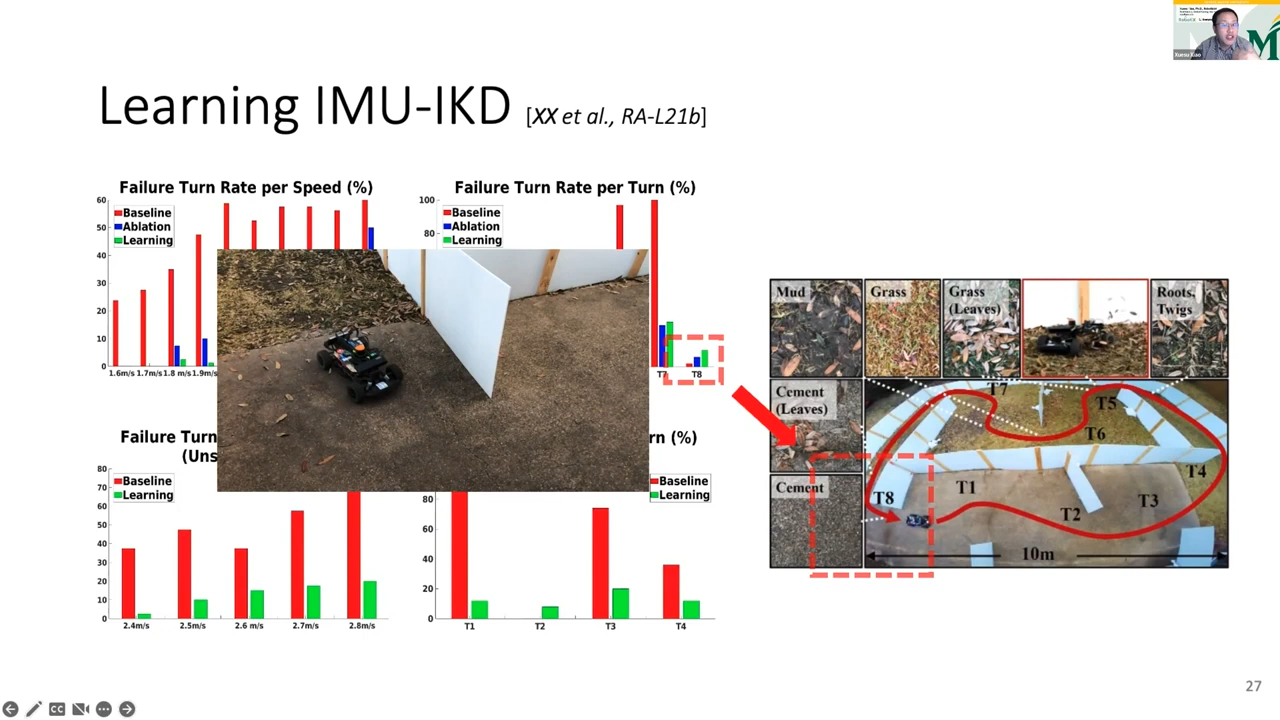 Learning IMU-IKD [XX et al., RA-L21b]
Failure Turn Rate per Speed (%)
60
50
40
30
20
10
0
Baseline
Ablation
Learning
1.6m/s 1.7m/s 1.8 m/s 1.9m/s
Failure Turn Rate per Turn (%)
100
80
Baseline
Ablation
Learning
T7
T8
Failure Turn
(Uns
80
70
60
50
40
30
20
10
0
Baseline
Learning
2.4m/s 2.5m/s 2.6 m/s 2.7m/s 2.8m/s
rn (%)
80
60
40
20
0
Baseline
Learning
T1 T2 T3 T4
Mud
Grass
Grass
(Leaves)
Roots,
Twigs
Cement
(Leaves)
Cement
T7
T5
T6
T4
T8
T1
T2
T3
10m
27
CC
Xuesu Xiao
M